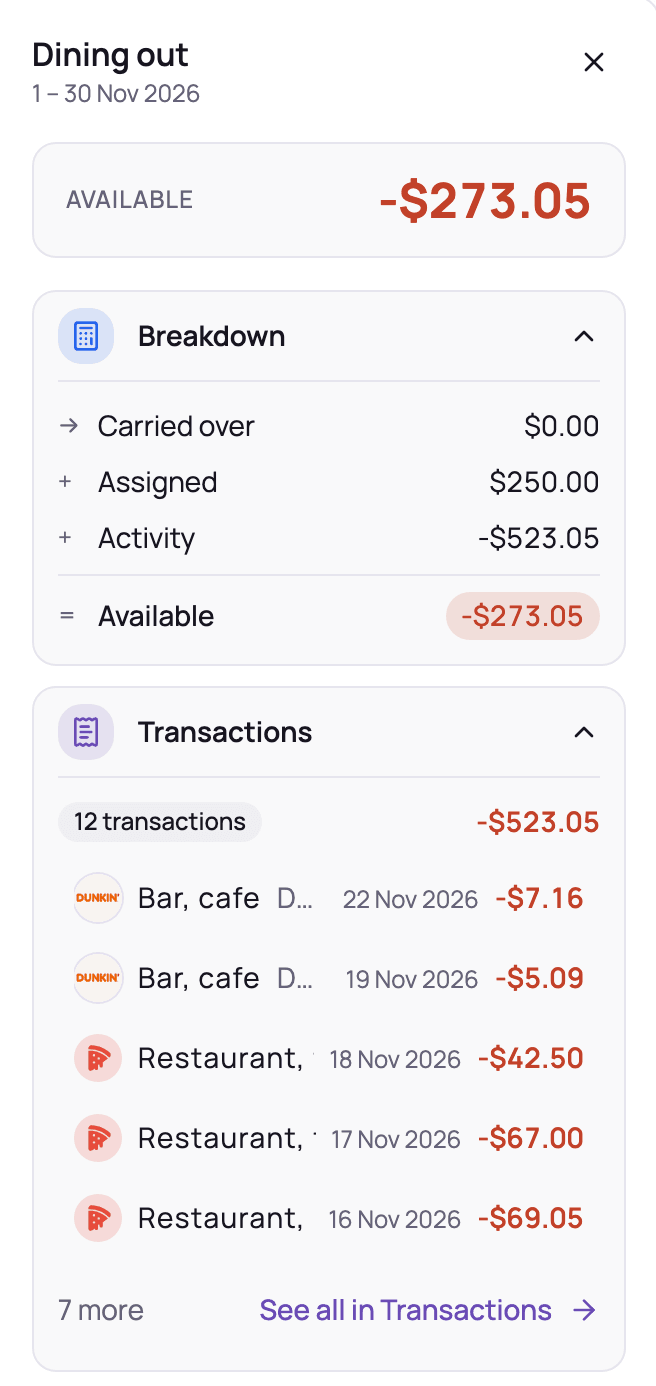 Dining out
1 – 30 Nov 2026
AVAILABLE -$273.05
Breakdown
→ Carried over $0.00
+ Assigned $250.00
+ Activity -$523.05
= Available -$273.05
Transactions
12 transactions -$523.05
DUNKIN' Bar, cafe D... 22 Nov 2026 -$7.16
DUNKIN' Bar, cafe D... 19 Nov 2026 -$5.09
Restaurant, 18 Nov 2026 -$42.50
Restaurant, 17 Nov 2026 -$67.00
Restaurant, 16 Nov 2026 -$69.05
7 more See all in Transactions →